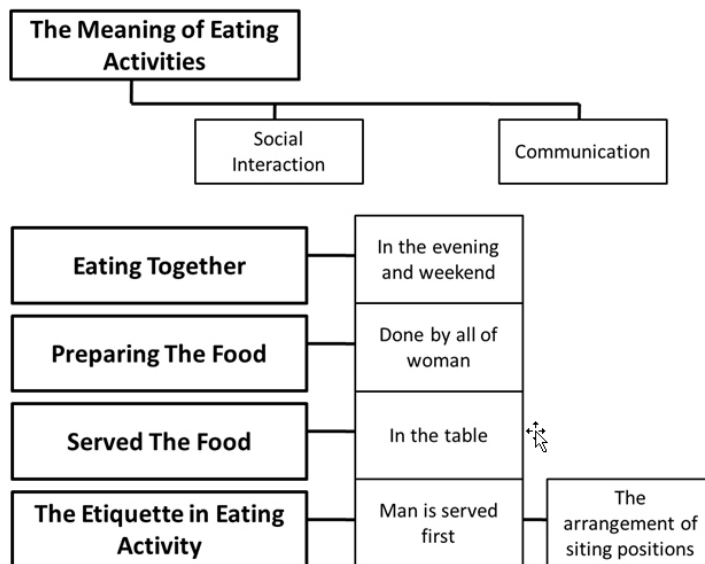 The Meaning of Eating
Activities
Social
Interaction
Communication
Eating Together
In the evening
and weekend
Preparing The Food
Done by all of
woman
Served The Food
In the table
The Etiquette in Eating
Activity
Man is served
first
The
arrangement of
siting positions